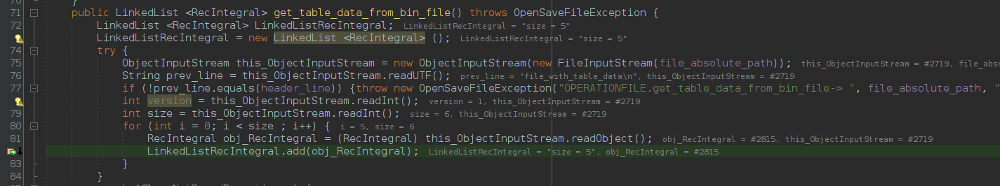 71 public LinkedList <RecIntegral> get_table_data_from_bin_file() throws OpenSaveFileException {
72 LinkedList <RecIntegral> LinkedListRecIntegral; LinkedListRecIntegral = "size = 5"
LinkedListRecIntegral = new LinkedList <RecIntegral> (); LinkedListRecIntegral = "size = 5"
74 try {
75 ObjectInputStream this_ObjectInputStream = new ObjectInputStream(new FileInputStream(file_absolute_path)); this_ObjectInputStream = #2719, file_abso
76 String prev_line = this_ObjectInputStream.readUTF(); prev_line = "file_with_table_data\n", this_ObjectInputStream = #2719
77 if (!prev_line.equals(header_line)) {throw new OpenSaveFileException("OPERATIONFILE.get_table_data_from_bin_file-> ", file_absolute_path, "
int version = this_ObjectInputStream.readInt(); version = 1, this_ObjectInputStream = #2719
79 int size = this_ObjectInputStream.readInt(); size = 6, this_ObjectInputStream = #2719
80 for (int i = 0; i < size ; i++) { i = 5, size = 6
81 RecIntegral obj_RecIntegral = (RecIntegral) this_ObjectInputStream.readObject(); obj_RecIntegral = #2815, this_ObjectInputStream = #2719
LinkedListRecIntegral.add(obj_RecIntegral); LinkedListRecIntegral = "size = 5", obj_RecIntegral = #2815
83 }
84 }